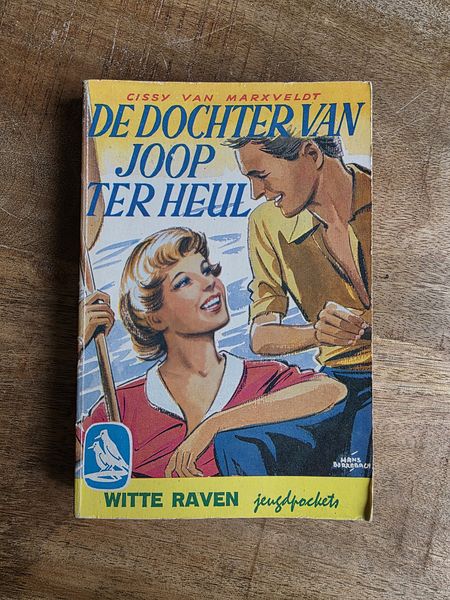 CISSY VAN MARXVELDT
DE DOCHTER VAN
JOOP
TER HEUL
HANS
BORREBACH
WITTE RAVEN jeugdpockets